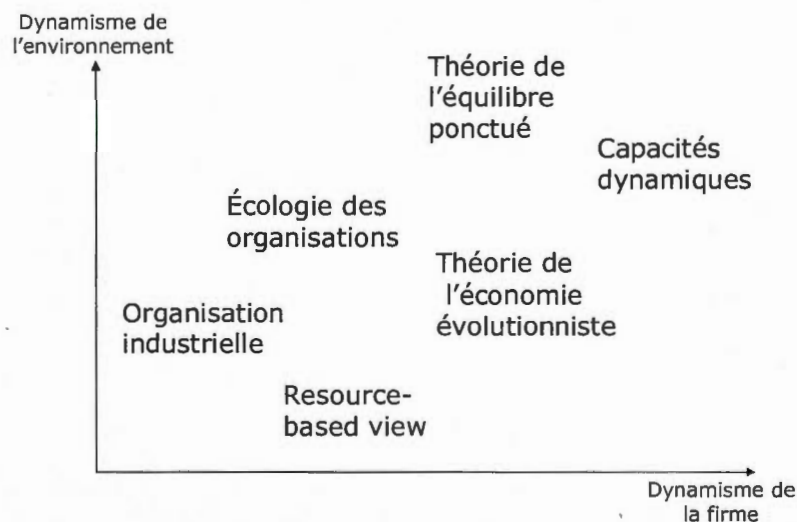 Dynamisme de
l'environnement
Théorie de
l'équilibre
ponctué
Capacités
dynamiques
Écologie des
organisations
Théorie de
l'économie
évolutionniste
Organisation
industrielle
Resource-
based view
Dynamisme de
la firme